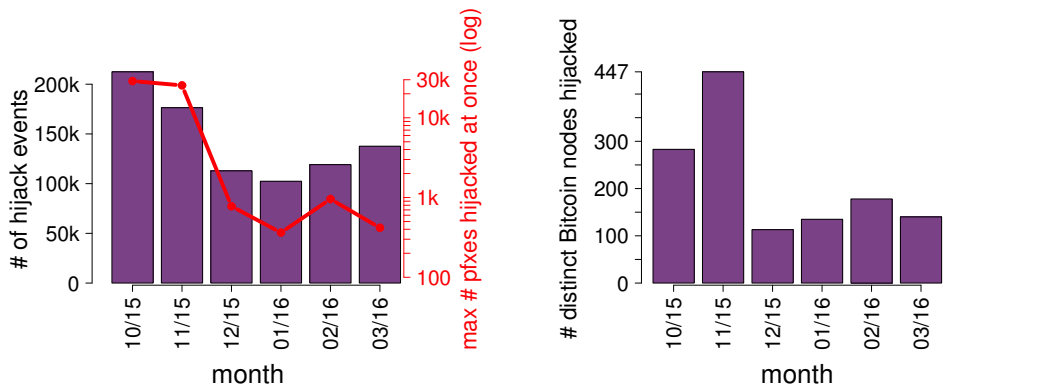 # of hijack events
200k
150k
100k
50k
0
10/15
11/15
12/15
01/16
02/16
03/16
month
30k
10k
1k
100
max # pfxes hijacked at once (log)
# distinct Bitcoin nodes hijacked
447
300
200
100
0
10/15
11/15
12/15
01/16
02/16
03/16
month